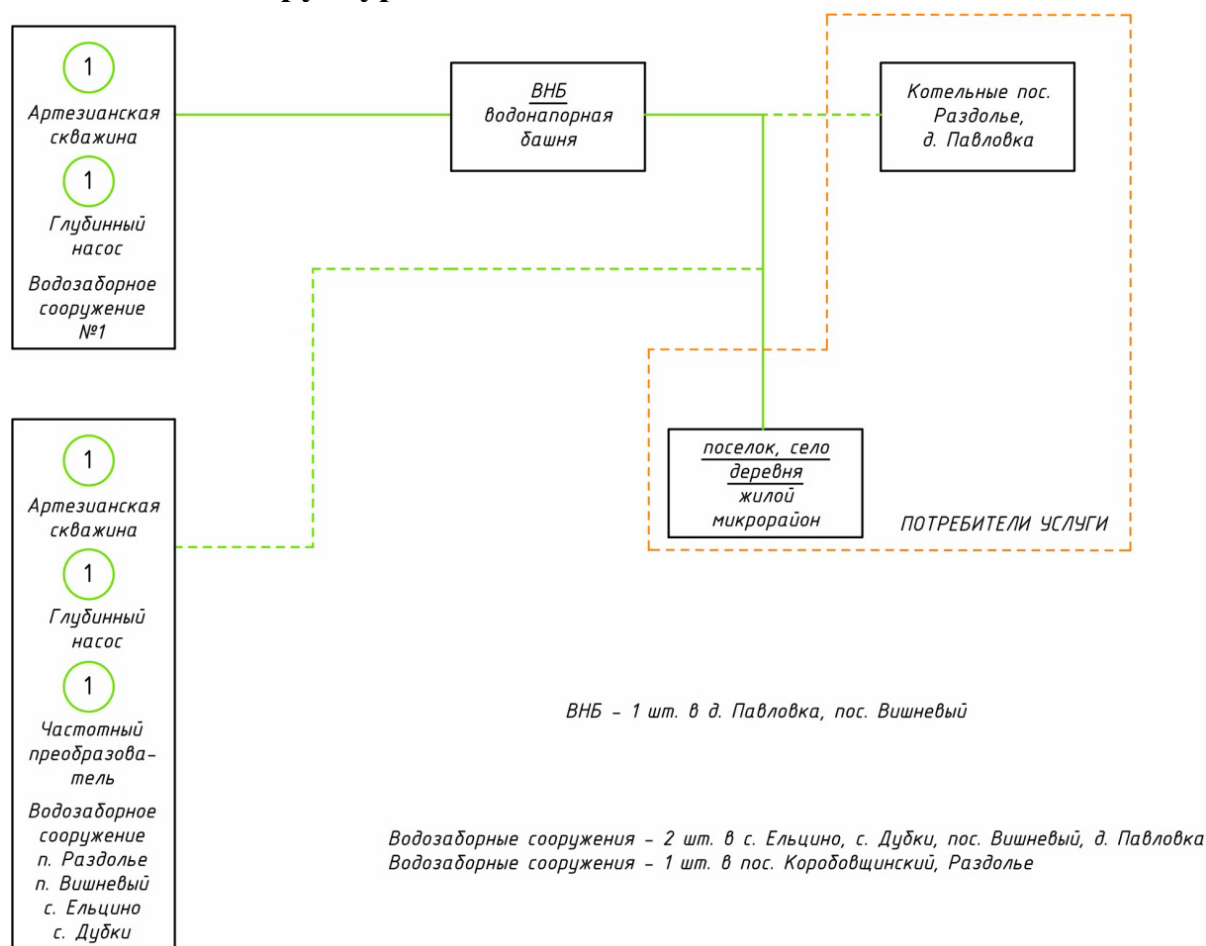 1
Артезианская
скважина
1
Глубинный
насос
Водозаборное
сооружение
№1
ВНБ
водонапорная
башня
Котельные пос.
Раздолье,
д. Павловка
поселок, село
деревня
жилой
микрорайон
ПОТРЕБИТЕЛИ УСЛУГИ
1
Артезианская
скважина
1
Глубинный
насос
1
Частотный
преобразова-
тель
Водозаборное
сооружение
п. Раздолье
п. Вишневый
с. Ельцино
с. Дубки
ВНБ - 1 шт. в д. Павловка, пос. Вишневый
Водозаборные сооружения - 2 шт. в с. Ельцино, с. Дубки, пос. Вишневый, д. Павловка
Водозаборные сооружения - 1 шт. в пос. Коробовщинский, Раздолье